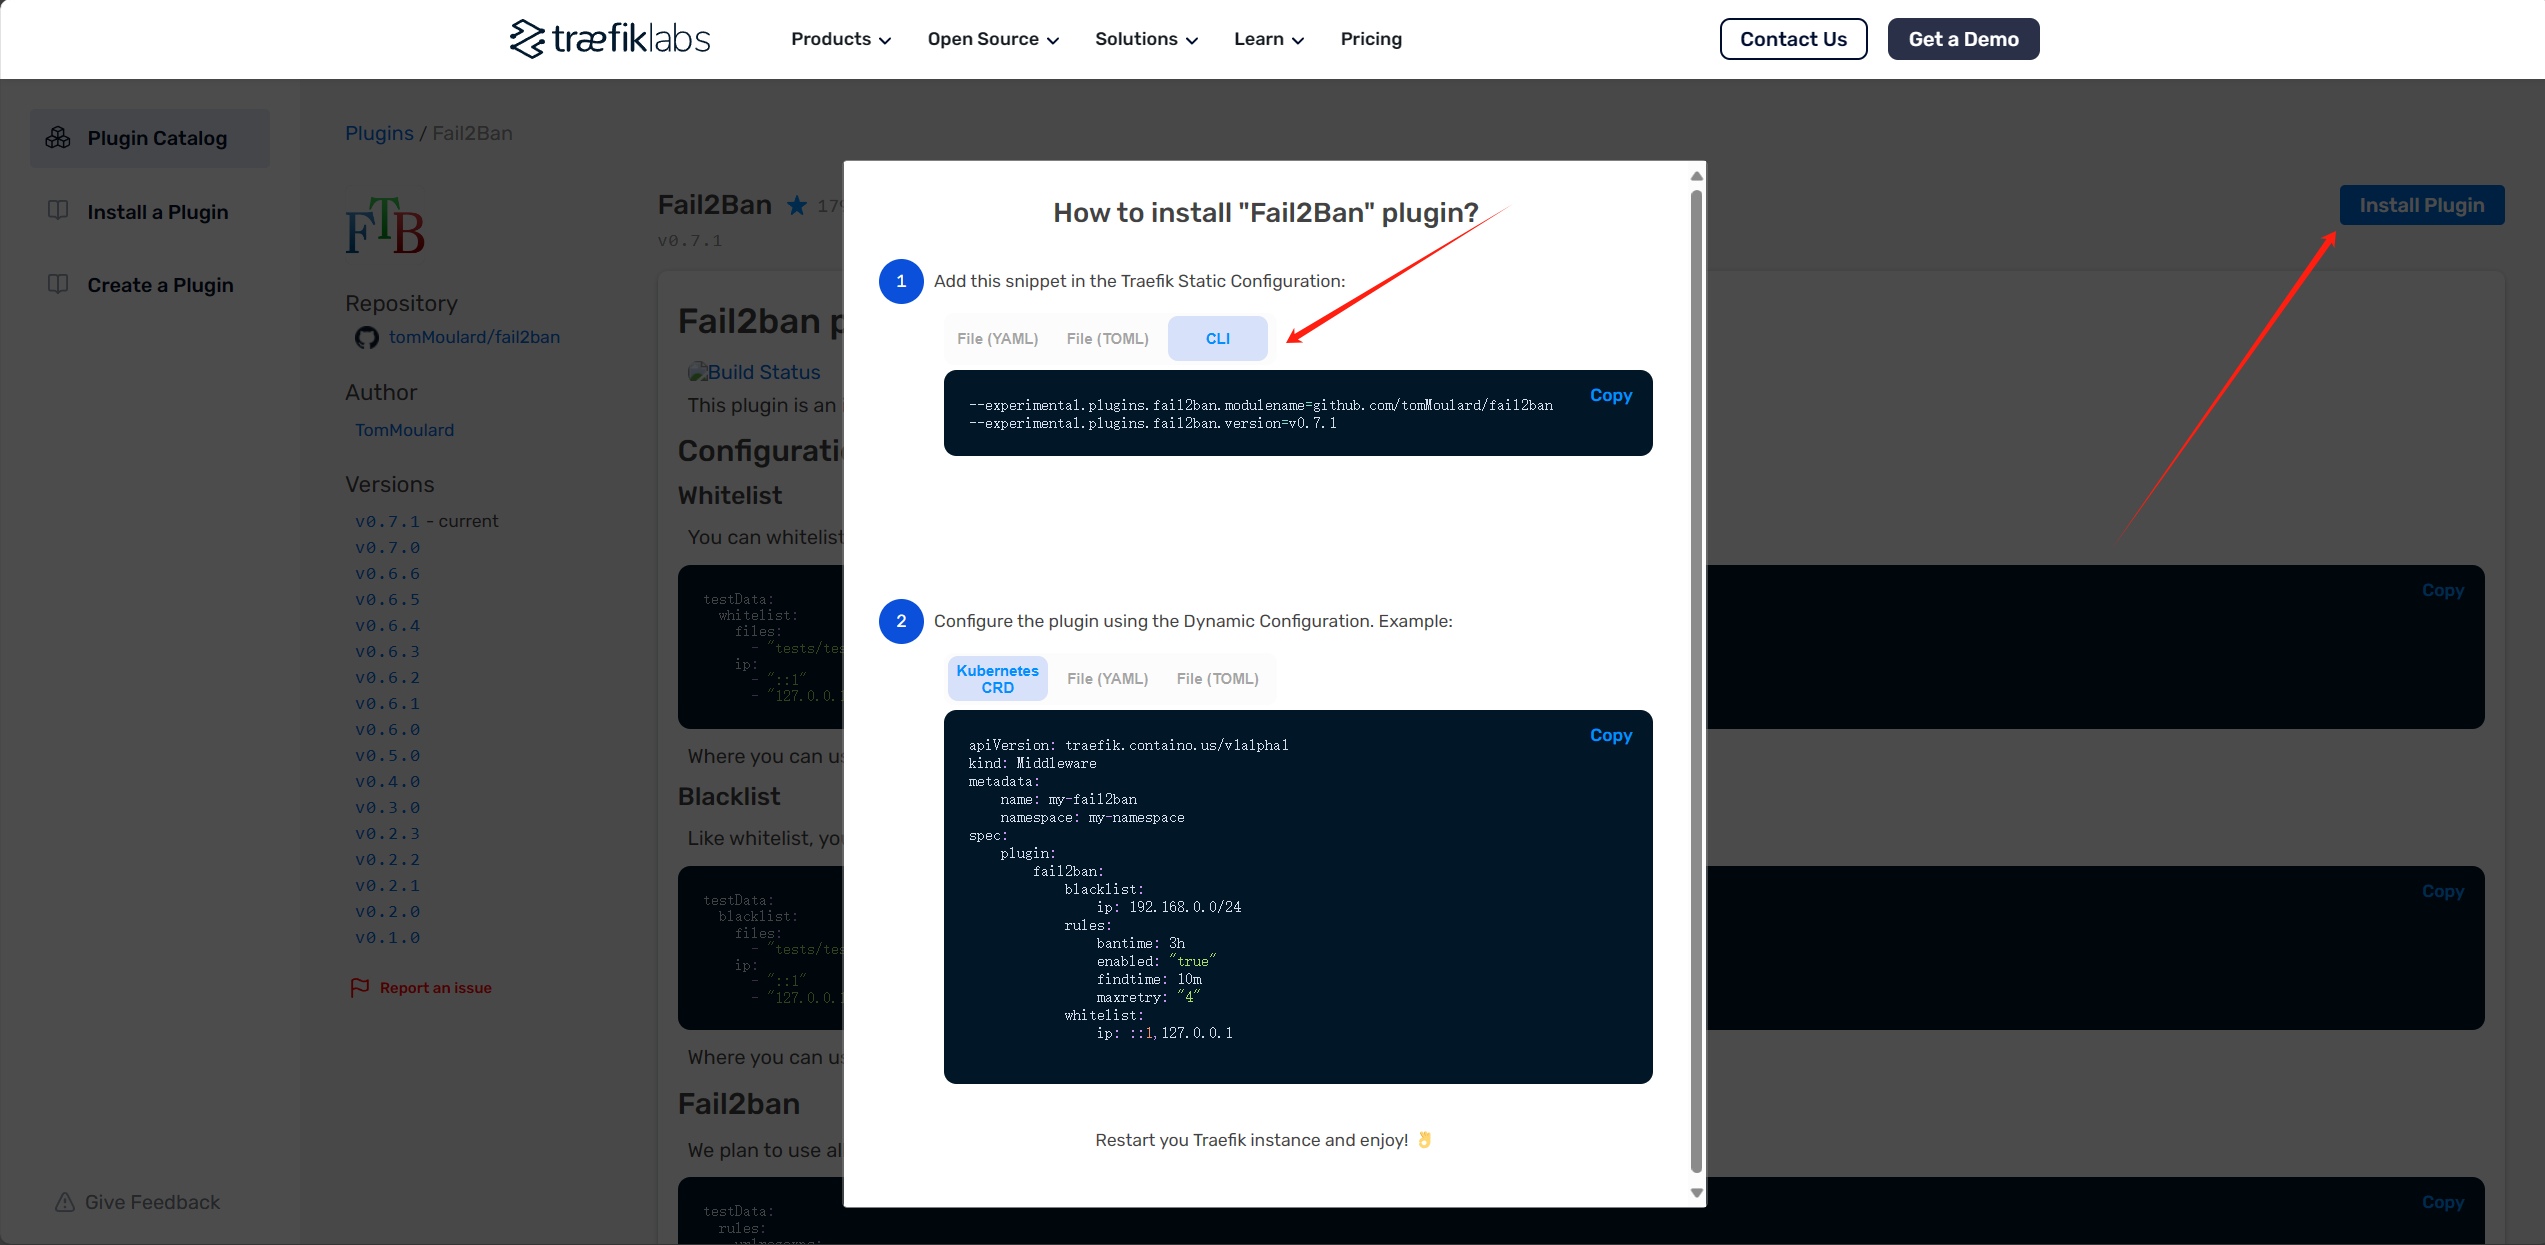 træfiklabs
Products
Open Source
Solutions
Learn
Pricing
Contact Us
Get a Demo
Plugin Catalog
Install a Plugin
Create a Plugin
Give Feedback
Plugins / Fail2Ban
FTB
Repository
tomMoulard/fail2ban
Author
TomMoulard
Versions
v0.7.1 - current
v0.7.0
v0.6.6
v0.6.5
v0.6.4
v0.6.3
v0.6.2
v0.6.1
v0.6.0
v0.5.0
v0.4.0
v0.3.0
v0.2.3
v0.2.2
v0.2.1
v0.2.0
v0.1.0
Report an issue
Fail2Ban
v0.7.1
Install Plugin
Fail2ban
Build Status
This plugin is an
Whitelist
You can whitelist
Copy
testData:
whitelist:
files:
ip:
- "::1"
- "127.0.0.1
Where you can
Blacklist
Like whitelist,
Copy
testData:
blacklist:
files:
ip:
- "::1"
- "127.0.0.1
Where you can
Fail2ban
We plan to use
Copy
testData:
rules:
How to install "Fail2Ban" plugin?
1
Add this snippet in the Traefik Static Configuration:
File (YAML)
File (TOML)
CLI
Copy
--experimental.plugins.fail2ban.modulename=github.com/tomMoulard/fail2ban
--experimental.plugins.fail2ban.version=v0.7.1
2
Configure the plugin using the Dynamic Configuration. Example:
Kubernetes
CRD
File (YAML)
File (TOML)
Copy
apiVersion: traefik.containo.us/v1alpha1
kind: Middleware
metadata:
name: my-fail2ban
namespace: my-namespace
spec:
plugin:
fail2ban:
blacklist:
ip: 192.168.0.0/24
rules:
bantime: 3h
enabled: "true"
findtime: 10m
maxretry: "4"
whitelist:
ip: ::1,127.0.0.1
Restart you Traefik instance and enjoy! 👌